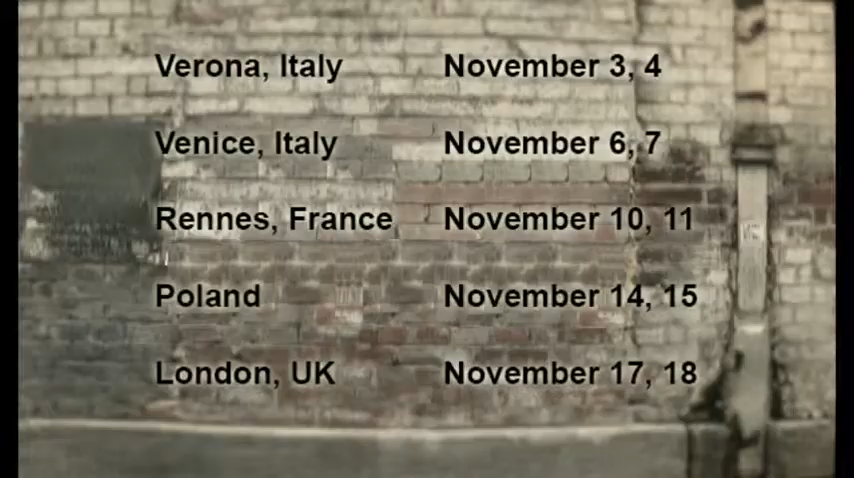 Verona, Italy November 3, 4
Venice, Italy November 6, 7
Rennes, France November 10, 11
Poland November 14, 15
London, UK November 17, 18